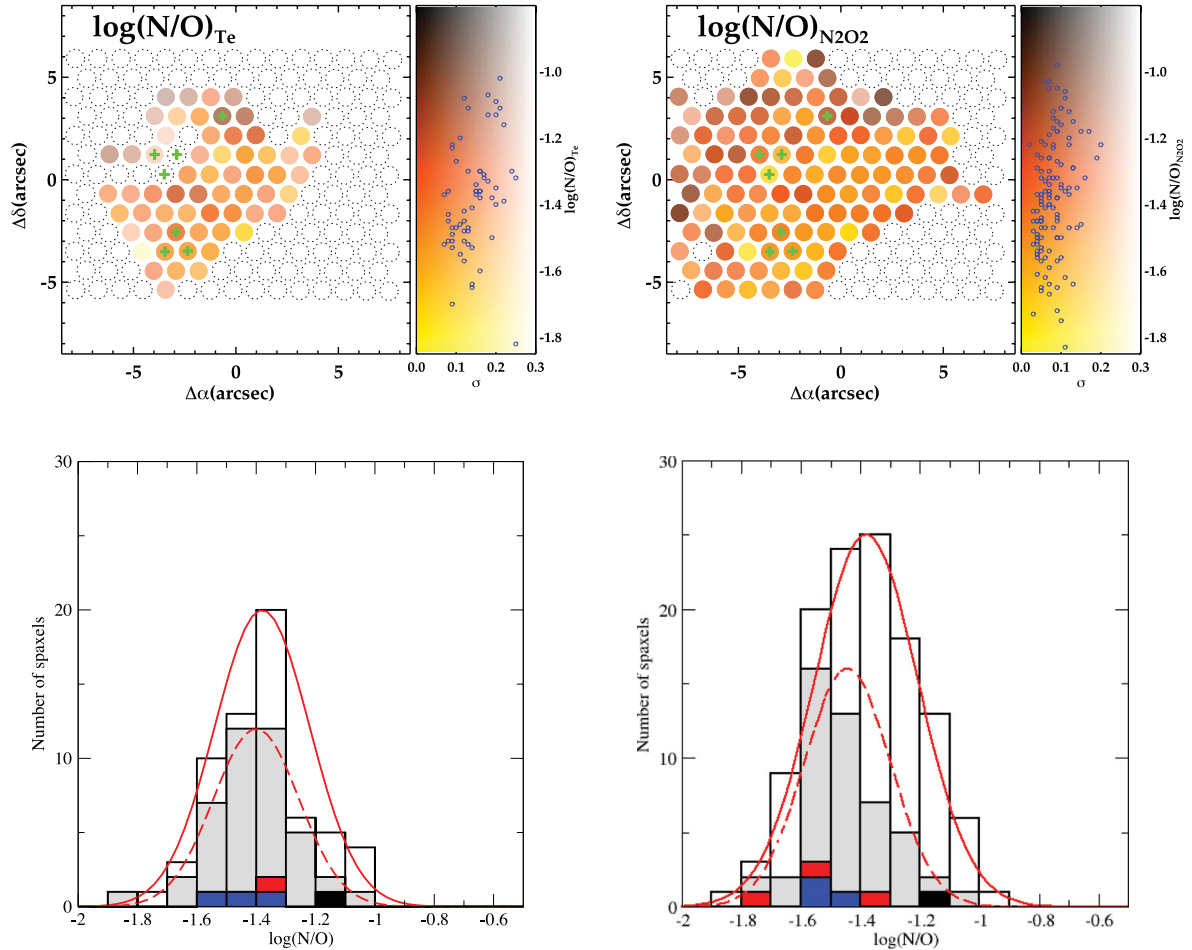 log(N/O)Te
5
0
-5
-5 0 5
Δα(arcsec)
Δδ(arcsec)
-1.0
-1.2
-1.4
-1.6
-1.8
log(N/O)Te
0.0 0.1 0.2 0.3
σ
log(N/O)N2O2
5
0
-5
-5 0 5
Δα(arcsec)
Δδ(arcsec)
-1.0
-1.2
-1.4
-1.6
-1.8
log(N/O)N2O2
0.0 0.1 0.2 0.3
σ
30
20
10
0
-2 -1.8 -1.6 -1.4 -1.2 -1 -0.8 -0.6
log(N/O)
Number of spaxels
30
20
10
0
-2 -1.8 -1.6 -1.4 -1.2 -1 -0.8 -0.6
log(N/O)
Number of spaxels